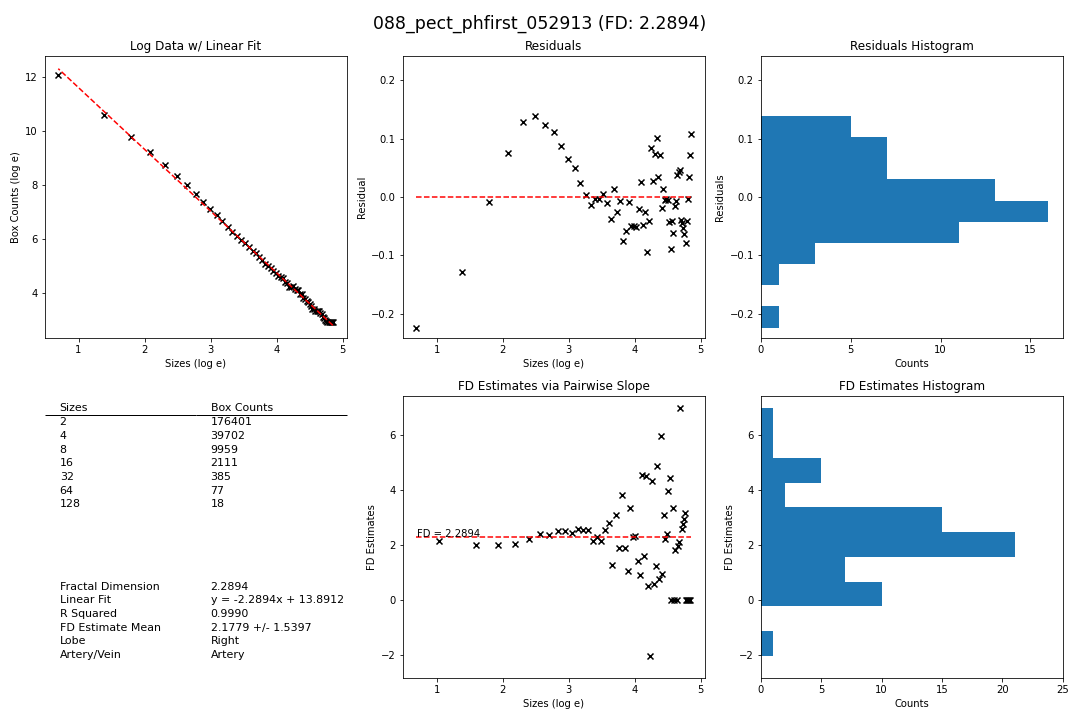 088_pect_phfirst_052913 (FD: 2.2894)
Log Data w/ Linear Fit
Box Counts (log e)
12
10
8
6
4
1
2
3
4
5
Sizes (log e)
Residuals
Residual
0.2
0.1
0.0
−0.1
−0.2
1
2
3
4
5
Sizes (log e)
Residuals Histogram
Residuals
0.2
0.1
0.0
−0.1
−0.2
0
5
10
15
Counts
Sizes Box Counts
2 176401
4 39702
8 9959
16 2111
32 385
64 77
128 18
Fractal Dimension 2.2894
Linear Fit y = -2.2894x + 13.8912
R Squared 0.9990
FD Estimate Mean 2.1779 +/- 1.5397
Lobe Right
Artery/Vein Artery
FD Estimates via Pairwise Slope
FD Estimates
6
4
2
0
−2
FD = 2.2894
1
2
3
4
5
Sizes (log e)
FD Estimates Histogram
FD Estimates
6
4
2
0
−2
0
5
10
15
20
25
Counts